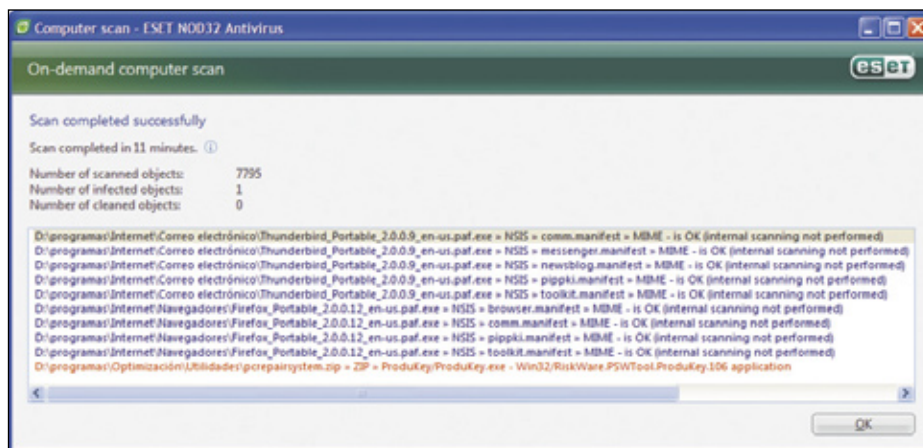 Computer scan - ESET NOD32 Antivirus
On-demand computer scan
eset
Scan completed successfully
Scan completed in 11 minutes.
Number of scanned objects: 7795
Number of infected objects: 1
Number of cleaned objects: 0
D:\programas\Internet\Correo electrónico\Thunderbird_Portable_2.0.0.9_en-us.paf.exe » NSIS » comm.manifest » MIME - is OK (internal scanning not performed)
D:\programas\Internet\Correo electrónico\Thunderbird_Portable_2.0.0.9_en-us.paf.exe » NSIS » messenger.manifest » MIME - is OK (internal scanning not performed)
D:\programas\Internet\Correo electrónico\Thunderbird_Portable_2.0.0.9_en-us.paf.exe » NSIS » newsblog.manifest » MIME - is OK (internal scanning not performed)
D:\programas\Internet\Correo electrónico\Thunderbird_Portable_2.0.0.9_en-us.paf.exe » NSIS » pippki.manifest » MIME - is OK (internal scanning not performed)
D:\programas\Internet\Correo electrónico\Thunderbird_Portable_2.0.0.9_en-us.paf.exe » NSIS » toolkit.manifest » MIME - is OK (internal scanning not performed)
D:\programas\Internet\Navegadores\Firefox_Portable_2.0.0.12_en-us.paf.exe » NSIS » browser.manifest » MIME - is OK (internal scanning not performed)
D:\programas\Internet\Navegadores\Firefox_Portable_2.0.0.12_en-us.paf.exe » NSIS » comm.manifest » MIME - is OK (internal scanning not performed)
D:\programas\Internet\Navegadores\Firefox_Portable_2.0.0.12_en-us.paf.exe » NSIS » pippki.manifest » MIME - is OK (internal scanning not performed)
D:\programas\Internet\Navegadores\Firefox_Portable_2.0.0.12_en-us.paf.exe » NSIS » toolkit.manifest » MIME - is OK (internal scanning not performed)
D:\programas\Optimización\Utilidades\pcrepairsystem.zip » ZIP » ProduKey/ProduKey.exe - Win32/RiskWare.PSWTool.ProduKey.106 application
OK